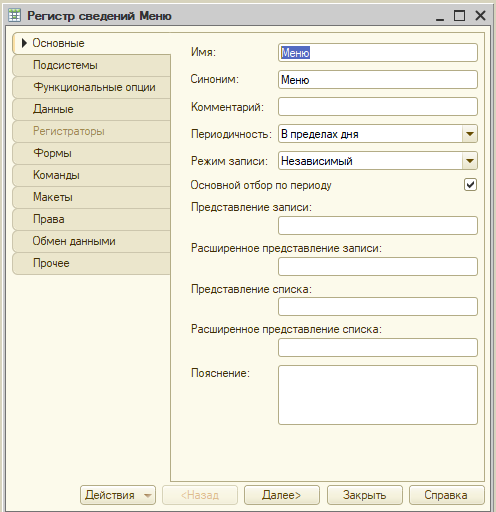 Регистр сведений Меню
Основные
Подсистемы
Функциональные опции
Данные
Регистраторы
Формы
Команды
Макеты
Права
Обмен данными
Прочее
Имя: Меню
Синоним: Меню
Комментарий:
Периодичность: В пределах дня
Режим записи: Независимый
Основной отбор по периоду
Представление записи:
Расширенное представление записи:
Представление списка:
Расширенное представление списка:
Пояснение:
Действия <Назад Далее> Закрыть Справка